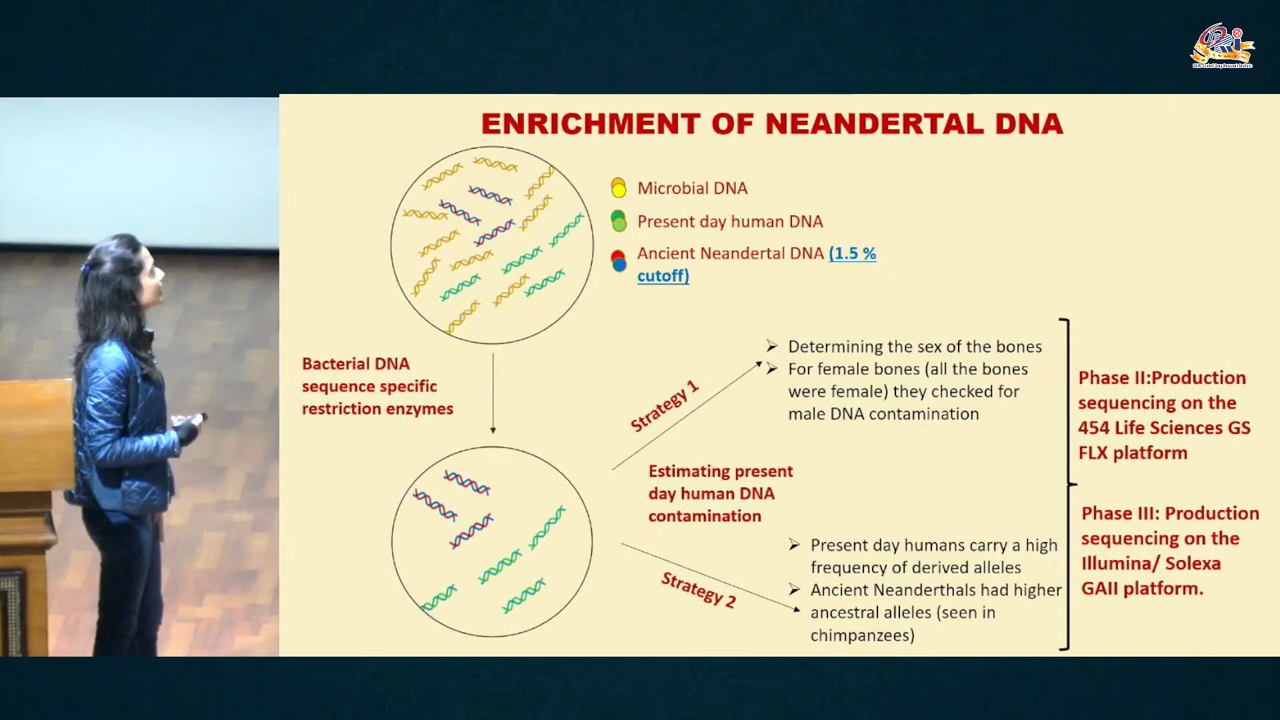 ENRICHMENT OF NEANDERTAL DNA
Microbial DNA
Present day human DNA
Ancient Neandertal DNA (1.5 %
cutoff)
Bacterial DNA
sequence specific
restriction enzymes
Strategy 1
Determining the sex of the bones
For female bones (all the bones
were female) they checked for
male DNA contamination
Estimating present
day human DNA
contamination
Strategy 2
Present day humans carry a high
frequency of derived alleles
Ancient Neanderthals had higher
ancestral alleles (seen in
chimpanzees)
Phase II:Production
sequencing on the
454 Life Sciences GS
FLX platform
Phase III: Production
sequencing on the
Illumina/ Solexa
GAII platform.